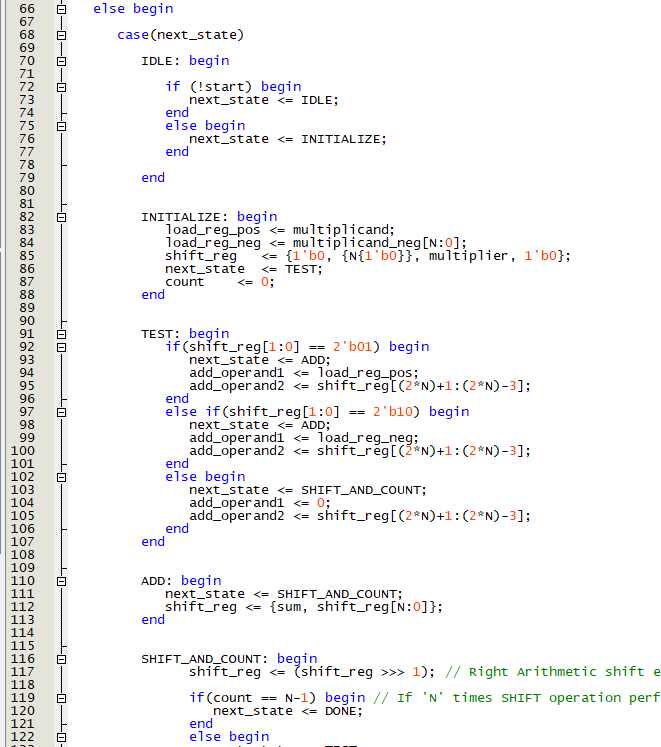 66 else begin
67
68 case(next_state)
69
70 IDLE: begin
71
72 if (!start) begin
73 next_state <= IDLE;
74 end
75 else begin
76 next_state <= INITIALIZE;
77 end
78
79 end
80
81
82 INITIALIZE: begin
83 load_reg_pos <= multiplicand;
84 load_reg_neg <= multiplicand_neg[N:0];
85 shift_reg <= {1'b0, {N{1'b0}}, multiplier, 1'b0};
86 next_state <= TEST;
87 count <= 0;
88 end
89
90
91 TEST: begin
92 if(shift_reg[1:0] == 2'b01) begin
93 next_state <= ADD;
94 add_operand1 <= load_reg_pos;
95 add_operand2 <= shift_reg[(2*N)+1:(2*N)-3];
96 end
97 else if(shift_reg[1:0] == 2'b10) begin
98 next_state <= ADD;
99 add_operand1 <= load_reg_neg;
100 add_operand2 <= shift_reg[(2*N)+1:(2*N)-3];
101 end
102 else begin
103 next_state <= SHIFT_AND_COUNT;
104 add_operand1 <= 0;
105 add_operand2 <= shift_reg[(2*N)+1:(2*N)-3];
106 end
107 end
108
109
110 ADD: begin
111 next_state <= SHIFT_AND_COUNT;
112 shift_reg <= {sum, shift_reg[N:0]};
113 end
114
115
116 SHIFT_AND_COUNT: begin
117 shift_reg <= (shift_reg >>> 1); // Right Arithmetic shift e
118
119 if(count == N-1) begin // If 'N' times SHIFT operation perf
120 next_state <= DONE;
121 end
122 else begin